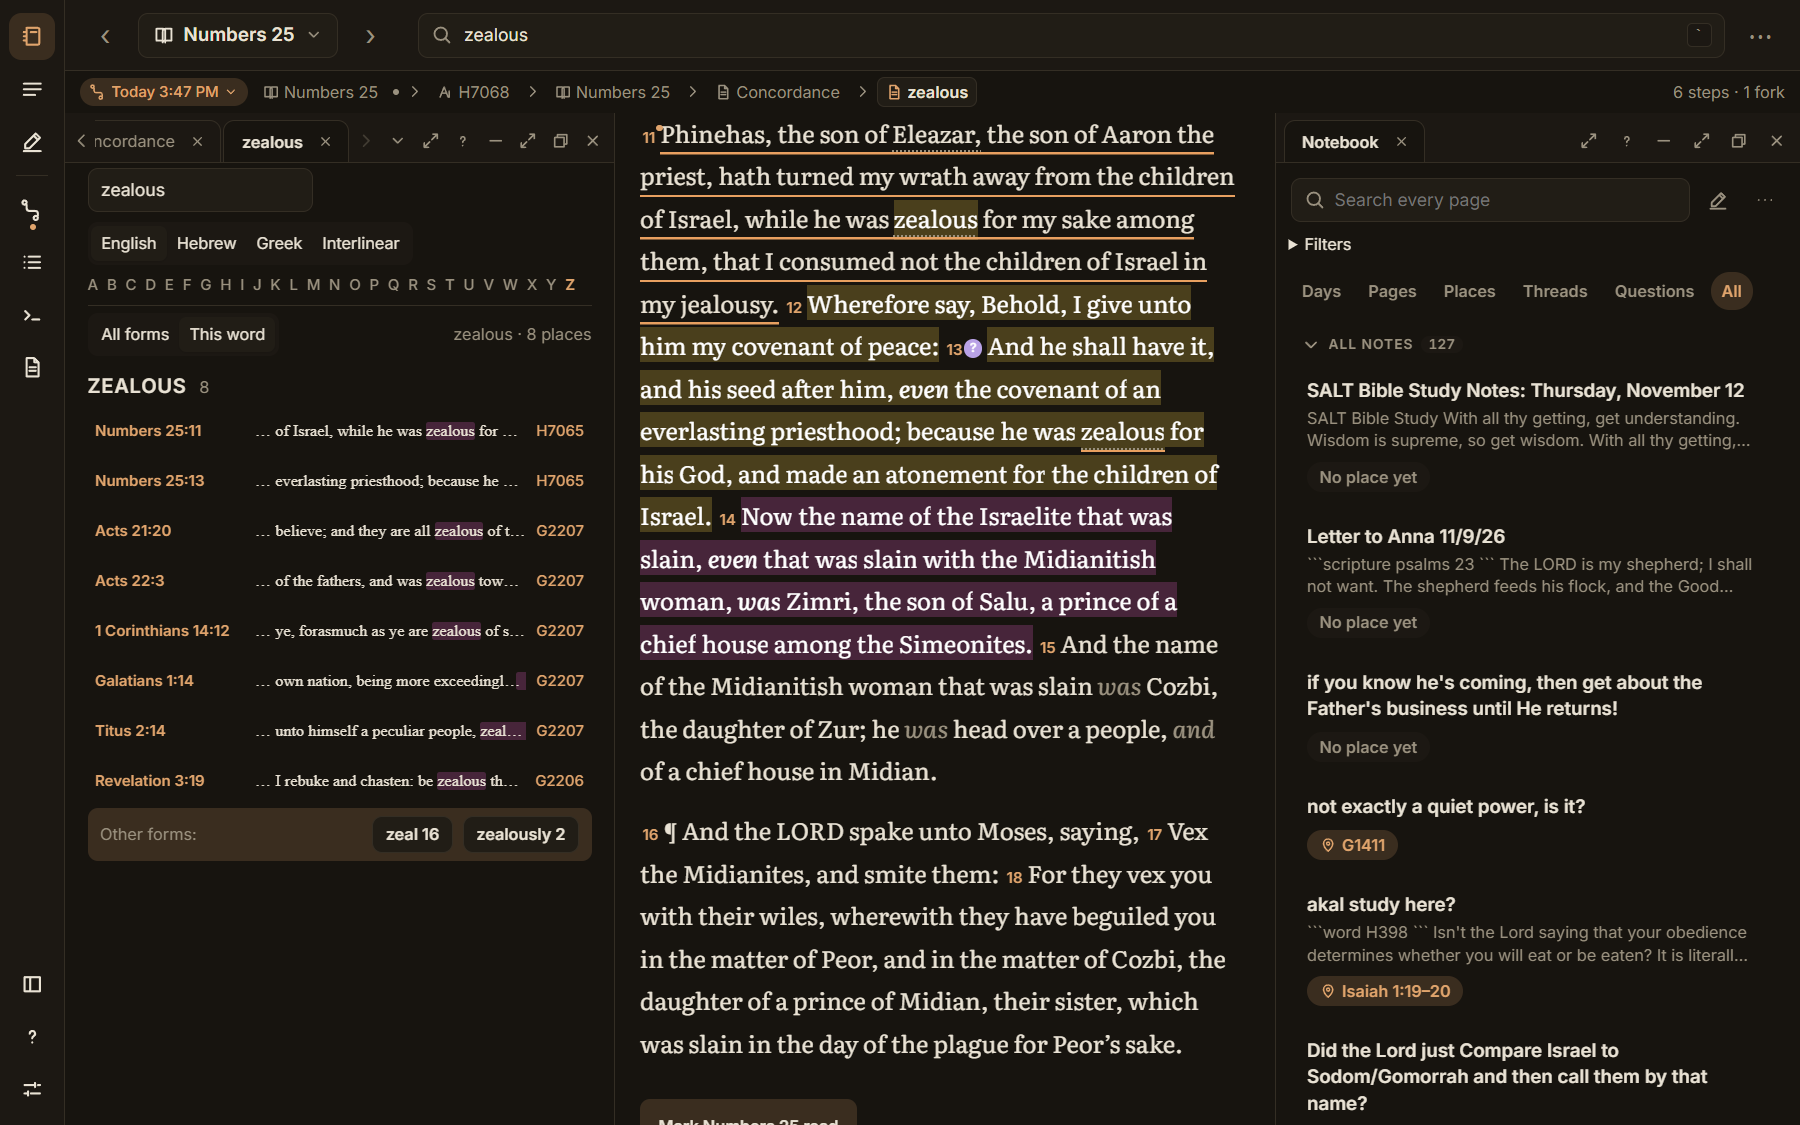 Numbers 25
zealous
`
Today 3:47 PM
Numbers 25
H7068
Numbers 25
Concordance
zealous
6 steps · 1 fork
ncordance
zealous
?
zealous
English Hebrew Greek Interlinear
A B C D E F G H I J K L M N O P Q R S T U V W X Y Z
All forms This word
zealous · 8 places
ZEALOUS 8
Numbers 25:11 … of Israel, while he was zealous for … H7065
Numbers 25:13 … everlasting priesthood; because he … H7065
Acts 21:20 … believe; and they are all zealous of t… G2207
Acts 22:3 … of the fathers, and was zealous tow… G2207
1 Corinthians 14:12 … ye, forasmuch as ye are zealous of s… G2207
Galatians 1:14 … own nation, being more exceedingl… G2207
Titus 2:14 … unto himself a peculiar people, zeal… G2207
Revelation 3:19 … I rebuke and chasten: be zealous th… G2206
Other forms: zeal 16 zealously 2
11 Phinehas, the son of Eleazar, the son of Aaron the
priest, hath turned my wrath away from the children
of Israel, while he was zealous for my sake among
them, that I consumed not the children of Israel in
my jealousy. 12 Wherefore say, Behold, I give unto
him my covenant of peace: 13 ? And he shall have it,
and his seed after him, even the covenant of an
everlasting priesthood; because he was zealous for
his God, and made an atonement for the children of
Israel. 14 Now the name of the Israelite that was
slain, even that was slain with the Midianitish
woman, was Zimri, the son of Salu, a prince of a
chief house among the Simeonites. 15 And the name
of the Midianitish woman that was slain was Cozbi,
the daughter of Zur; he was head over a people, and
of a chief house in Midian.
16 ¶ And the LORD spake unto Moses, saying, 17 Vex
the Midianites, and smite them: 18 For they vex you
with their wiles, wherewith they have beguiled you
in the matter of Peor, and in the matter of Cozbi, the
daughter of a prince of Midian, their sister, which
was slain in the day of the plague for Peor’s sake.
Mark Numbers 25 read
Notebook
?
Search every page
Filters
Days Pages Places Threads Questions All
ALL NOTES 127
SALT Bible Study Notes: Thursday, November 12
SALT Bible Study With all thy getting, get understanding.
Wisdom is supreme, so get wisdom. With all thy getting,…
No place yet
Letter to Anna 11/9/26
```scripture psalms 23 ``` The LORD is my shepherd; I shall
not want. The shepherd feeds his flock, and the Good…
No place yet
if you know he's coming, then get about the
Father's business until He returns!
No place yet
not exactly a quiet power, is it?
G1411
akal study here?
```word H398 ``` Isn't the Lord saying that your obedience
determines whether you will eat or be eaten? It is literall…
Isaiah 1:19–20
Did the Lord just Compare Israel to
Sodom/Gomorrah and then call them by that
name?
?